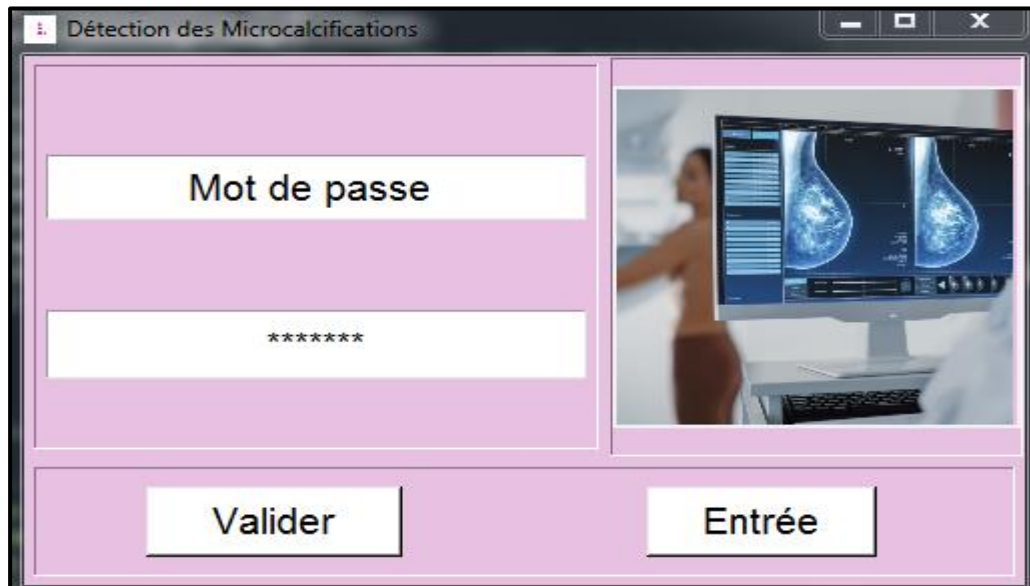 Détection des Microcalcifications
Mot de passe
*******
Valider
Entrée